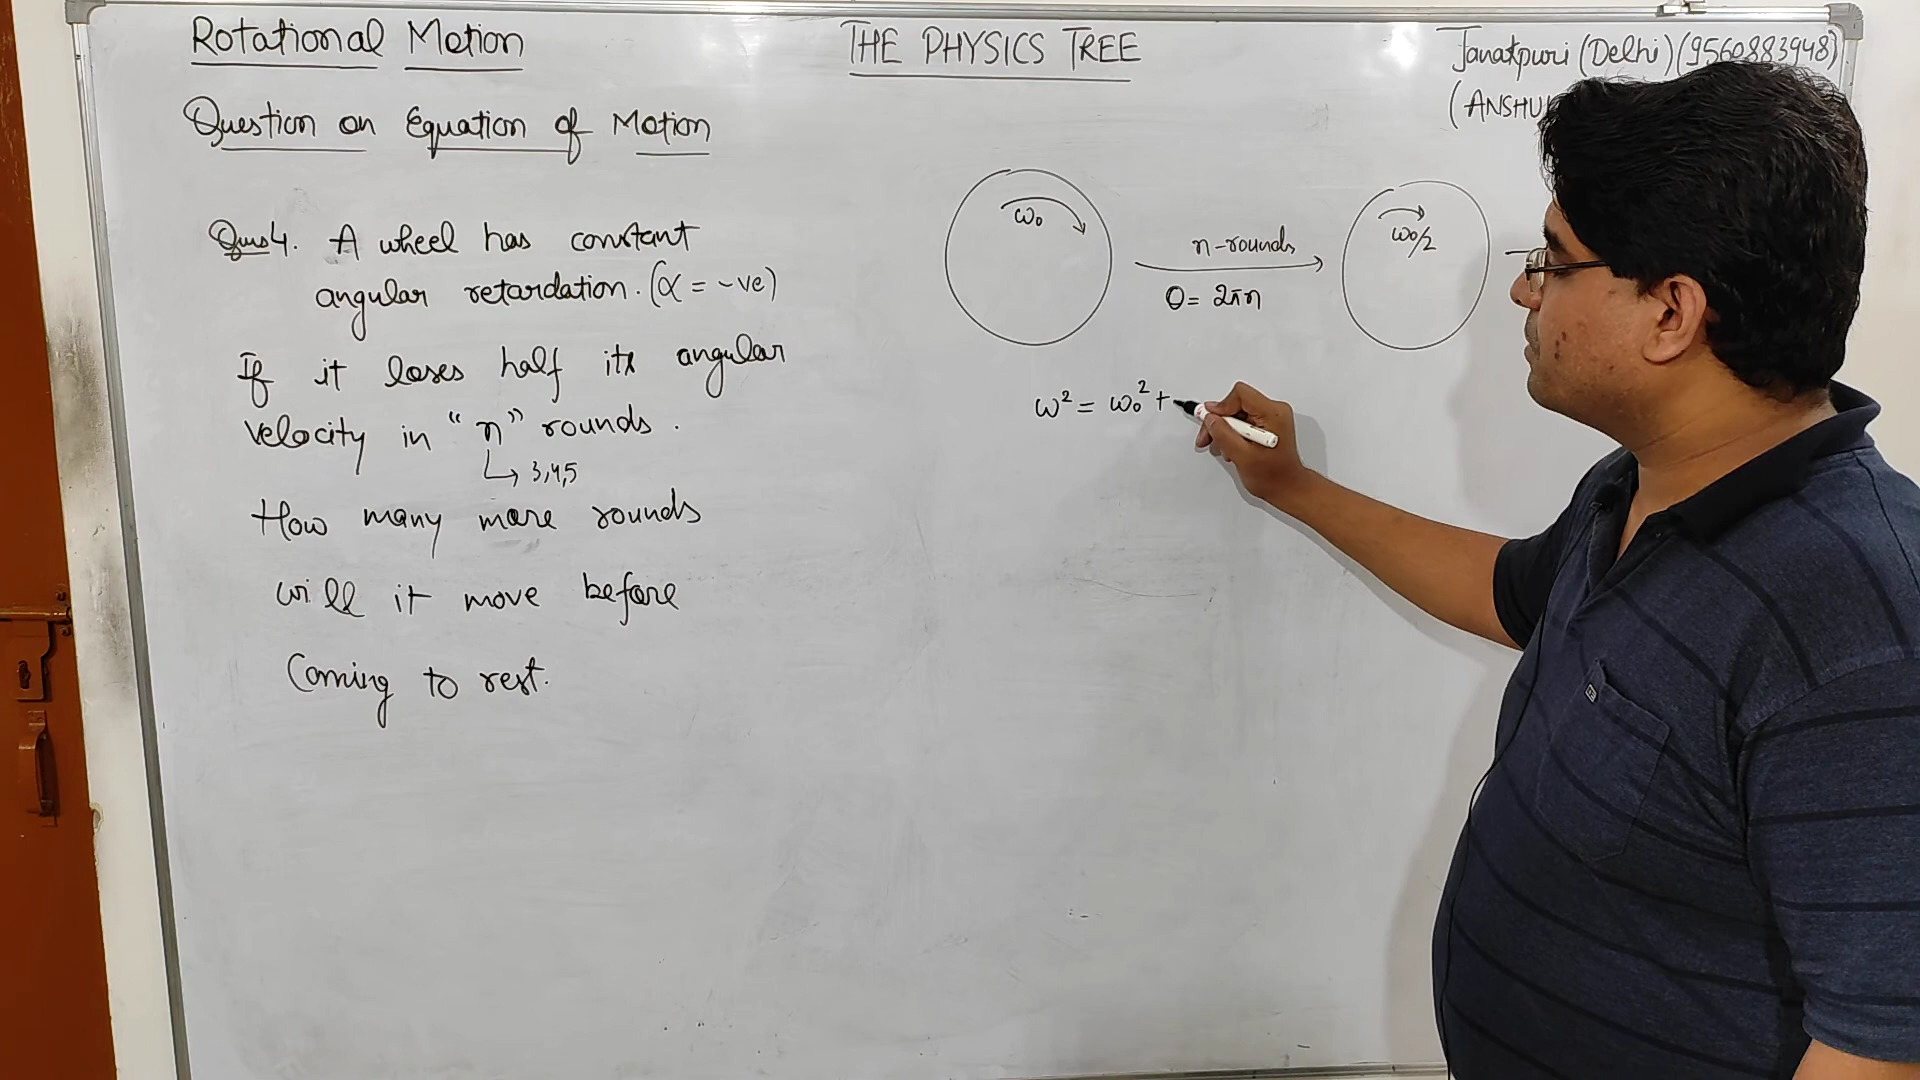 Rotational Motion
THE PHYSICS TREE
Janakpuri (Delhi) (9560883948)
(ANSHU
Question on Equation of Motion
Ques4. A wheel has constant
angular retardation. (α = -ve)
If it loses half its angular
velocity in "n" rounds.
↳ 3,4,5
How many more rounds
will it move before
Coming to rest.
ω₀
n-rounds
θ = 2πn
ω₀/2
ω² = ω₀² +